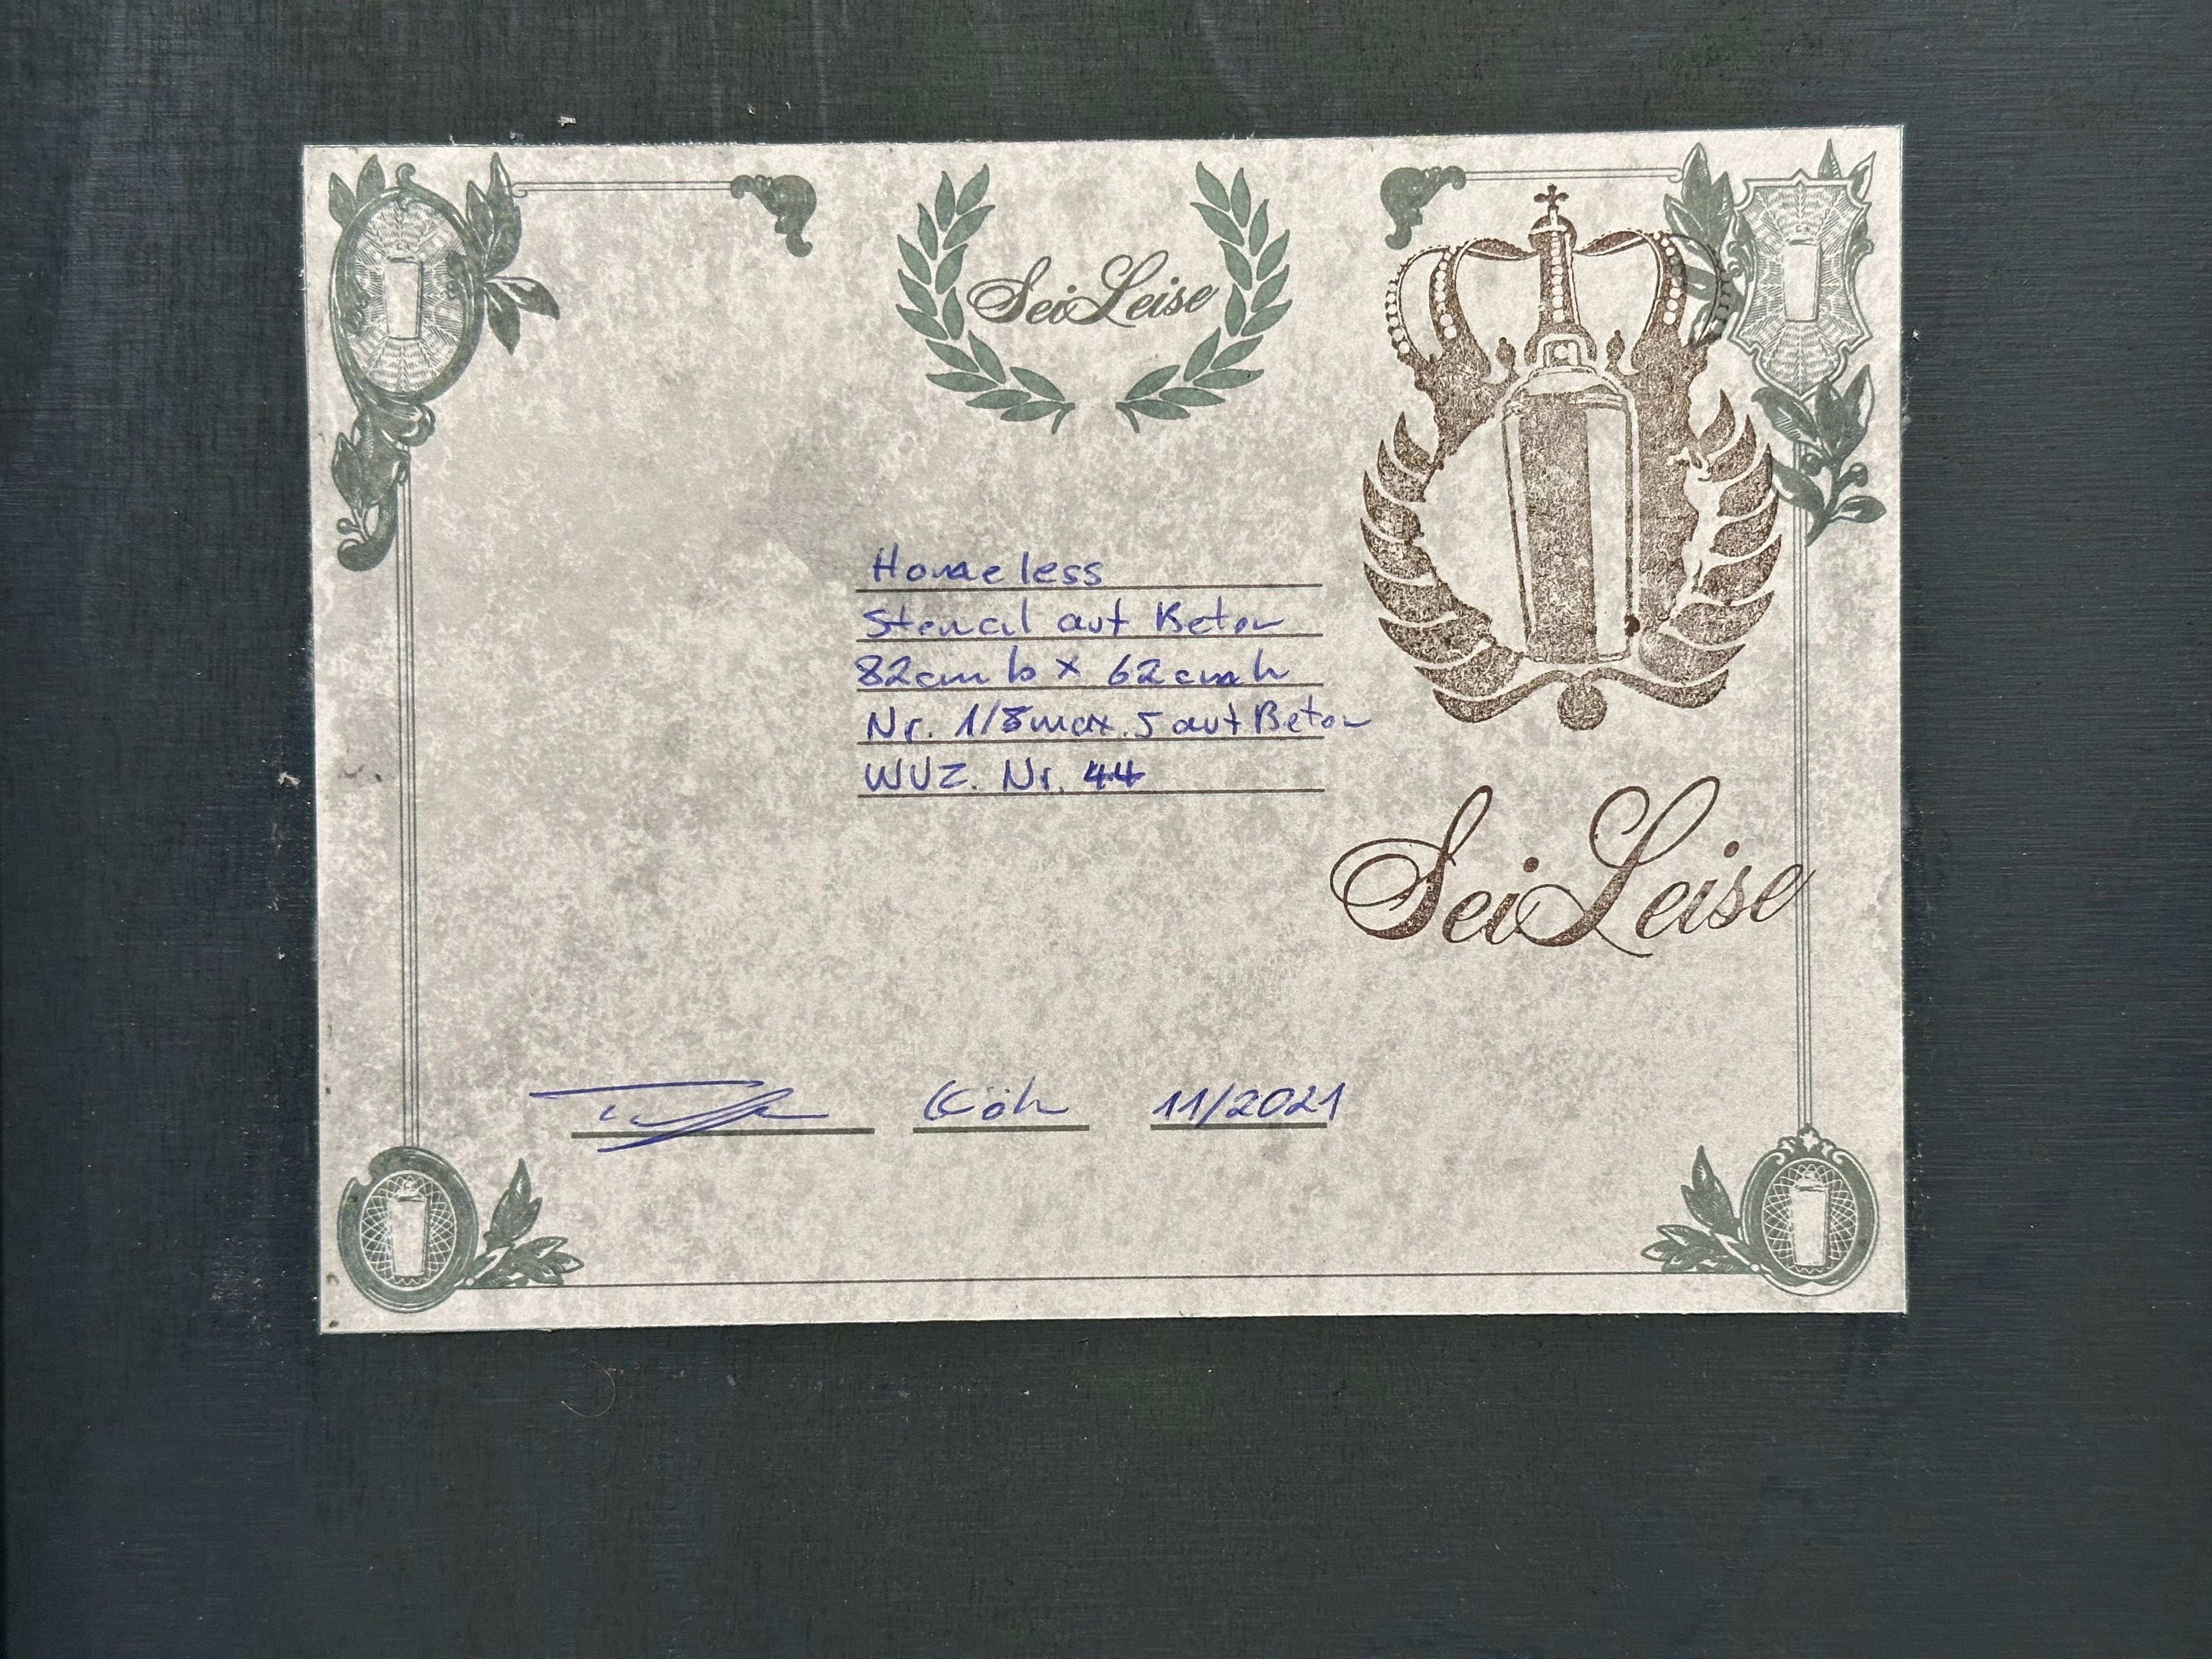 SeiLeise
Homeless
Stencil auf Beton
82cm b x 62cm h
Nr. 1/8 max. 5 auf Beton
WVZ. Nr. 44
SeiLeise
Köln 11/2021